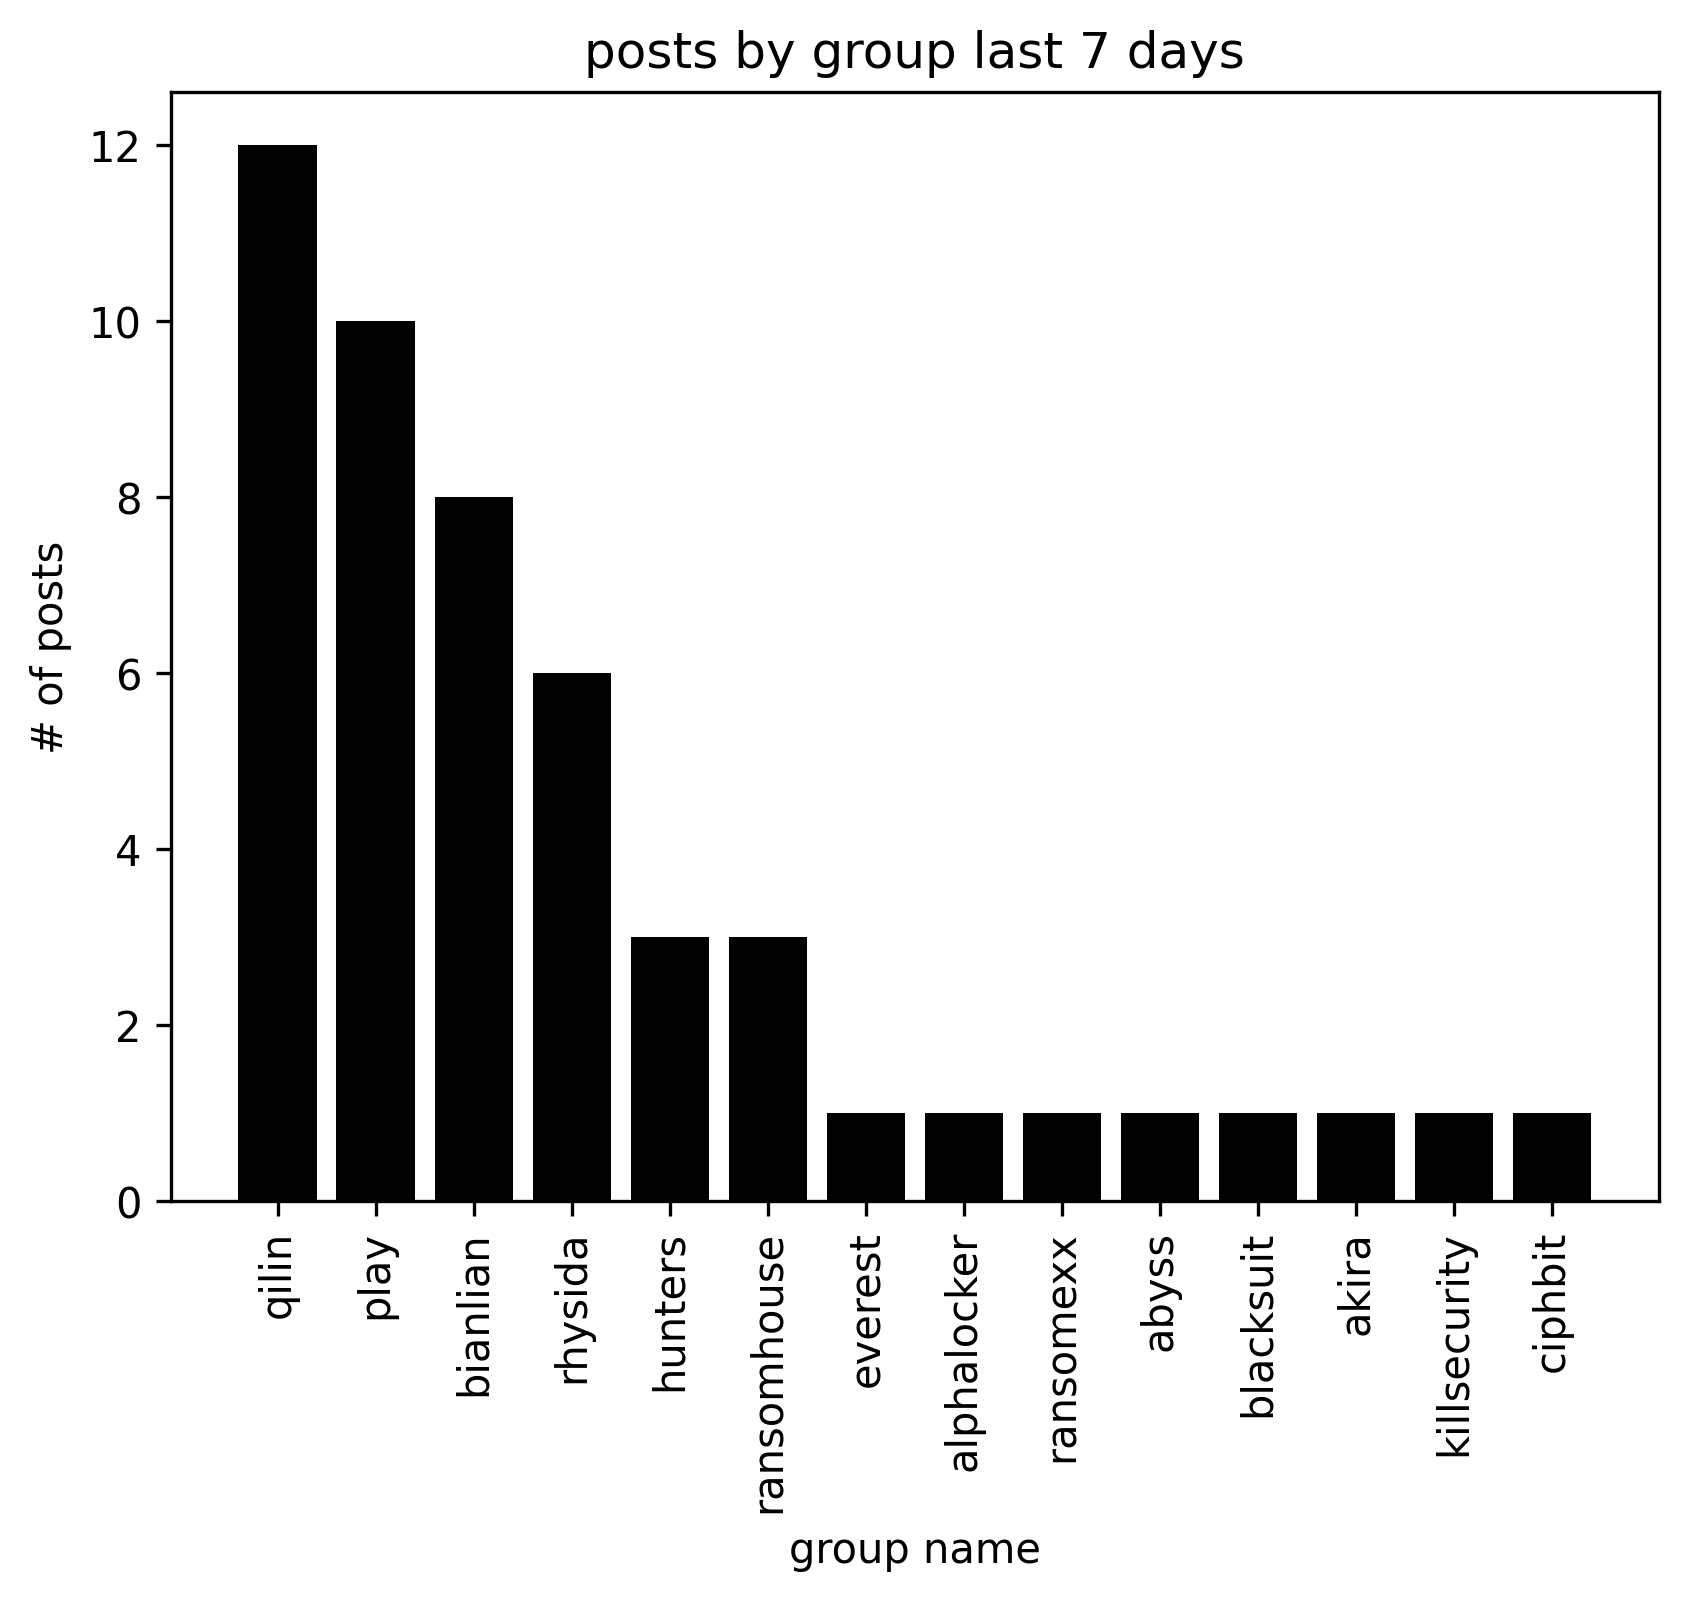 posts by group last 7 days
12
10
8
6
4
2
0
# of posts
qilin
play
bianlian
rhysida
hunters
ransomhouse
everest
alphalocker
ransomexx
abyss
blacksuit
akira
killsecurity
ciphbit
group name